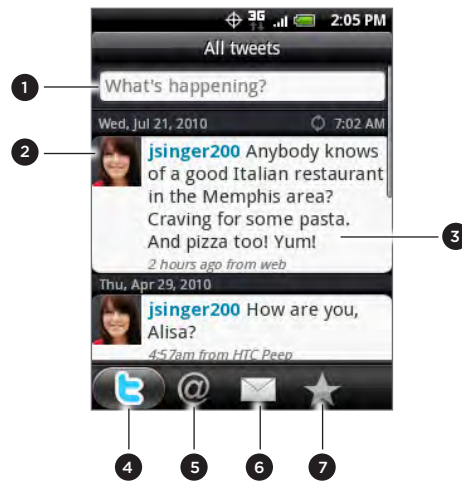 3G 2:05 PM
All tweets
1 What's happening?
Wed, Jul 21, 2010 7:02 AM
2 jsinger200 Anybody knows
of a good Italian restaurant
in the Memphis area?
Craving for some pasta.
And pizza too! Yum! 3
2 hours ago from web
Thu, Apr 29, 2010
jsinger200 How are you,
Alisa?
4:57am from HTC Peep
t @
4 5 6 7